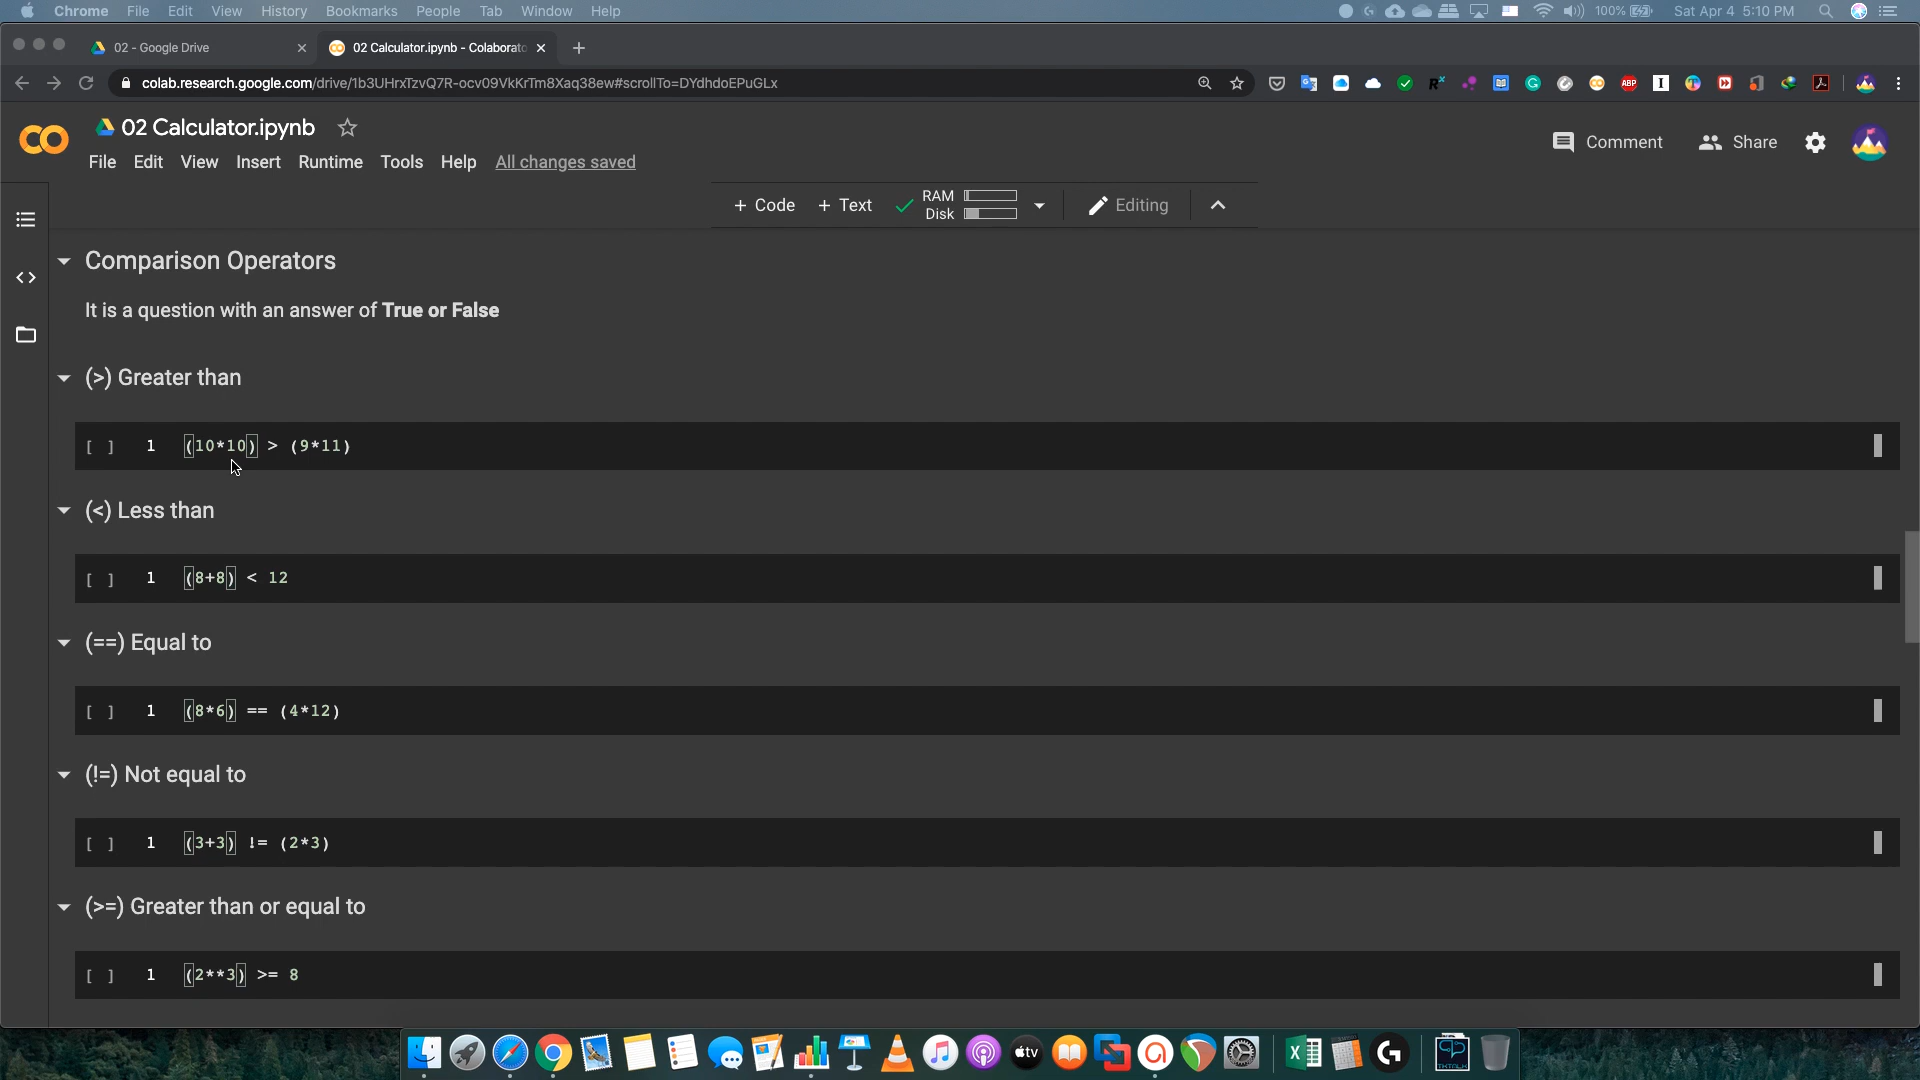 Chrome File Edit View History Bookmarks People Tab Window Help 100% Sat Apr 4 5:10 PM
02 - Google Drive 02 Calculator.ipynb - Colaborato
colab.research.google.com/drive/1b3UHrxTzvQ7R-ocv09VkKrTm8Xaq38ew#scrollTo=DYdhdoEPuGLx
02 Calculator.ipynb
Comment Share
File Edit View Insert Runtime Tools Help All changes saved
+ Code + Text RAM Disk Editing
Comparison Operators
It is a question with an answer of True or False
(>) Greater than
[ ] 1 (10*10) > (9*11)
(<) Less than
[ ] 1 (8+8) < 12
(==) Equal to
[ ] 1 (8*6) == (4*12)
(!=) Not equal to
[ ] 1 (3+3) != (2*3)
(>=) Greater than or equal to
[ ] 1 (2**3) >= 8